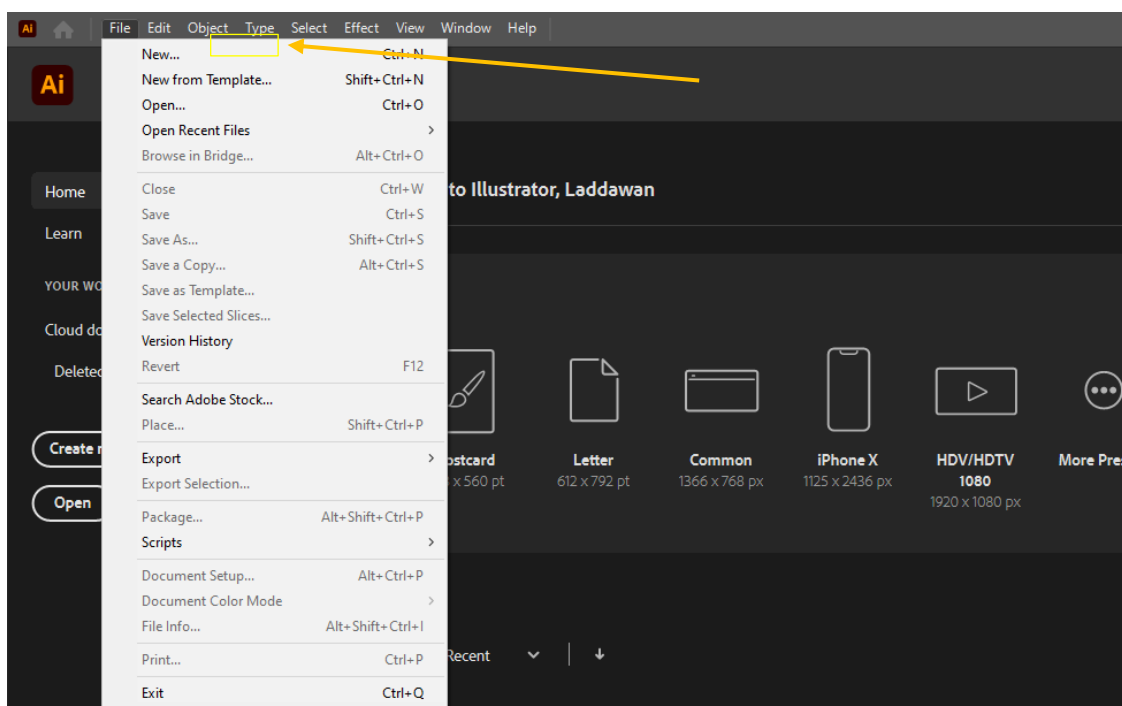 Ai File Edit Object Type Select Effect View Window Help
Ai
New... Ctrl+N
New from Template... Shift+Ctrl+N
Open... Ctrl+O
Open Recent Files >
Browse in Bridge... Alt+Ctrl+O
Close Ctrl+W
Save Ctrl+S
Save As... Shift+Ctrl+S
Save a Copy... Alt+Ctrl+S
Save as Template...
Save Selected Slices...
Version History
Revert F12
Search Adobe Stock...
Place... Shift+Ctrl+P
Export >
Export Selection...
Package... Alt+Shift+Ctrl+P
Scripts >
Document Setup... Alt+Ctrl+P
Document Color Mode >
File Info... Alt+Shift+Ctrl+I
Print... Ctrl+P
Exit Ctrl+Q
Home
Learn
YOUR WO
Cloud do
Deleted
Create n
Open
to Illustrator, Laddawan
ostcard
x 560 pt
Letter
612 x 792 pt
Common
1366 x 768 px
iPhone X
1125 x 2436 px
HDV/HDTV
1080
1920 x 1080 px
More Pre
Recent